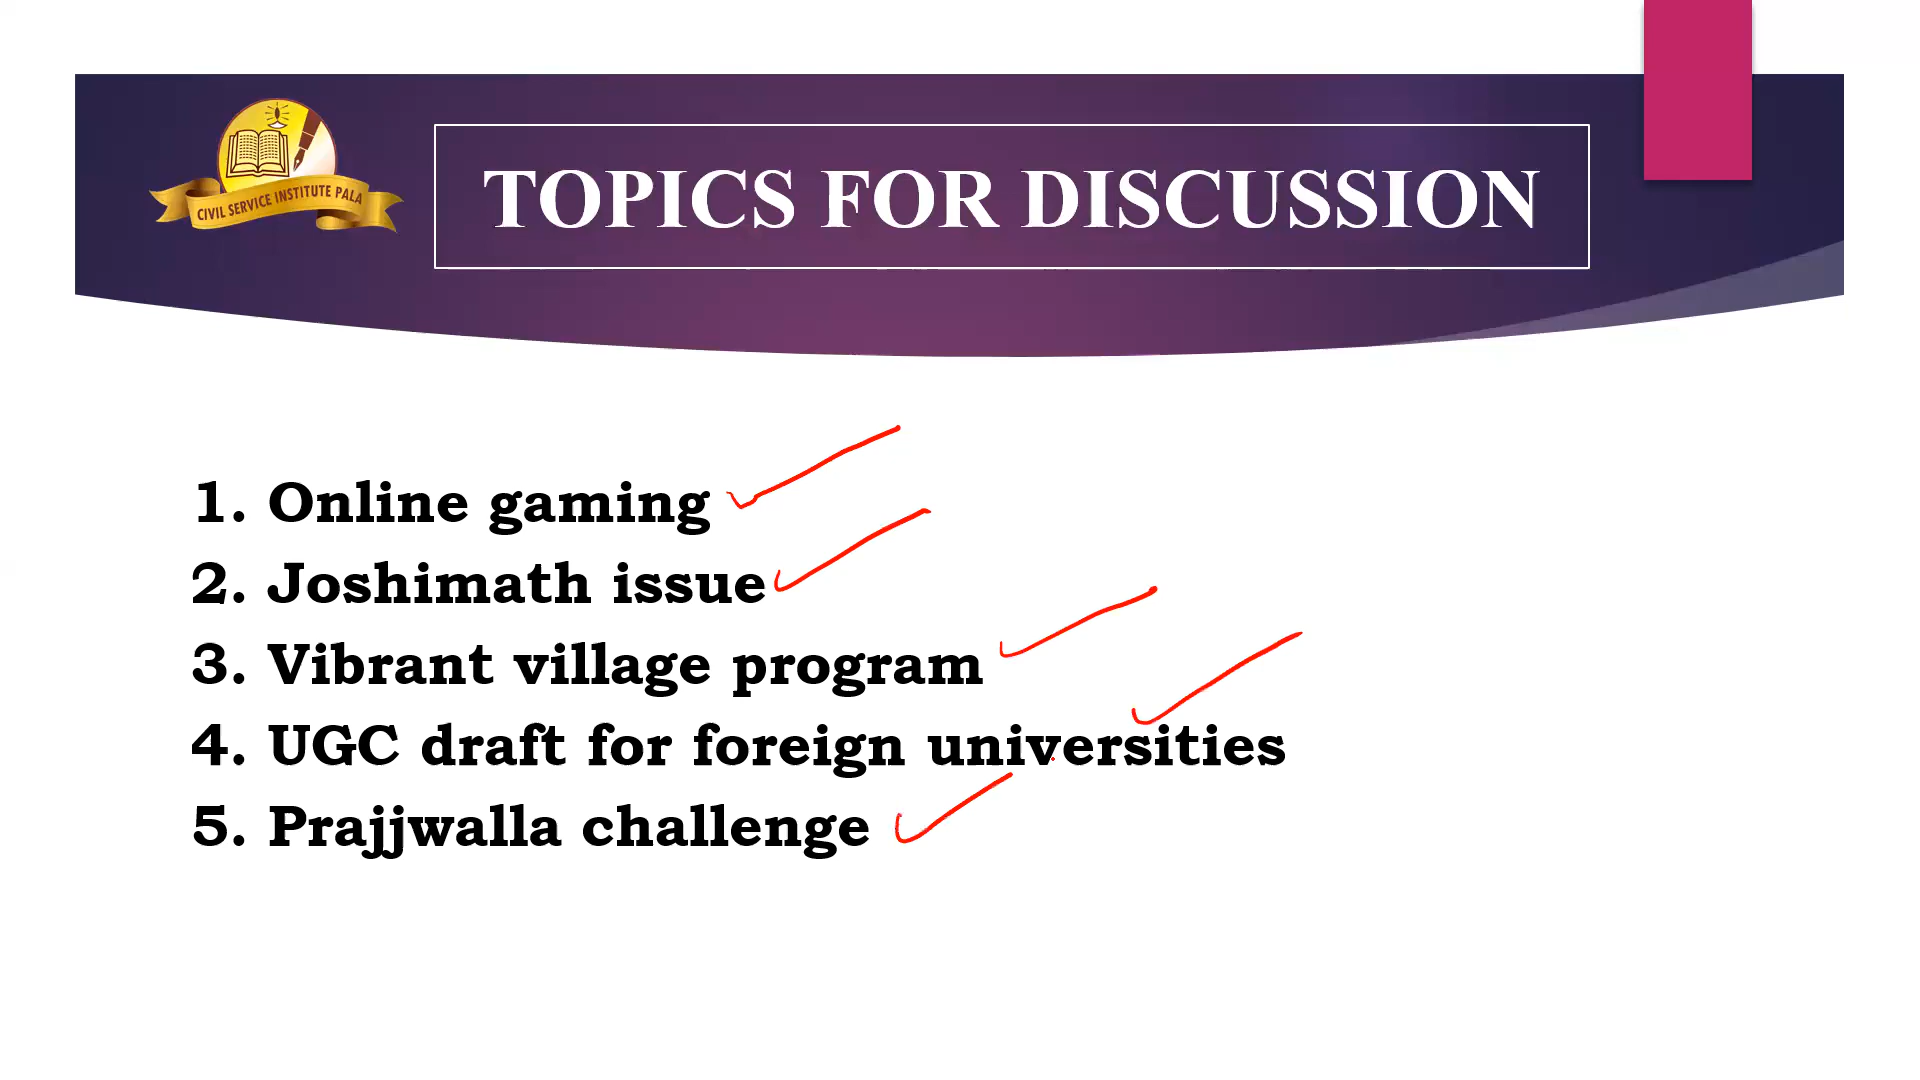 CIVIL SERVICE INSTITUTE PALA
TOPICS FOR DISCUSSION
1. Online gaming
2. Joshimath issue
3. Vibrant village program
4. UGC draft for foreign universities
5. Prajjwalla challenge